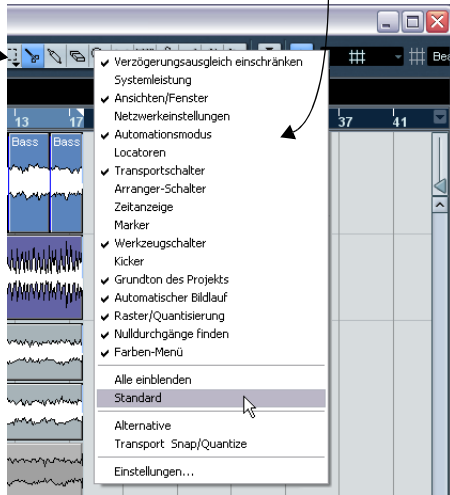 Bea
13 17 37 41
Bass Bass
Verzögerungsausgleich einschränken
Systemleistung
Ansichten/Fenster
Netzwerkeinstellungen
Automationsmodus
Locatoren
Transportschalter
Arranger-Schalter
Zeitanzeige
Marker
Werkzeugschalter
Kicker
Grundton des Projekts
Automatischer Bildlauf
Raster/Quantisierung
Nulldurchgänge finden
Farben-Menü
Alle einblenden
Standard
Alternative
Transport Snap/Quantize
Einstellungen...